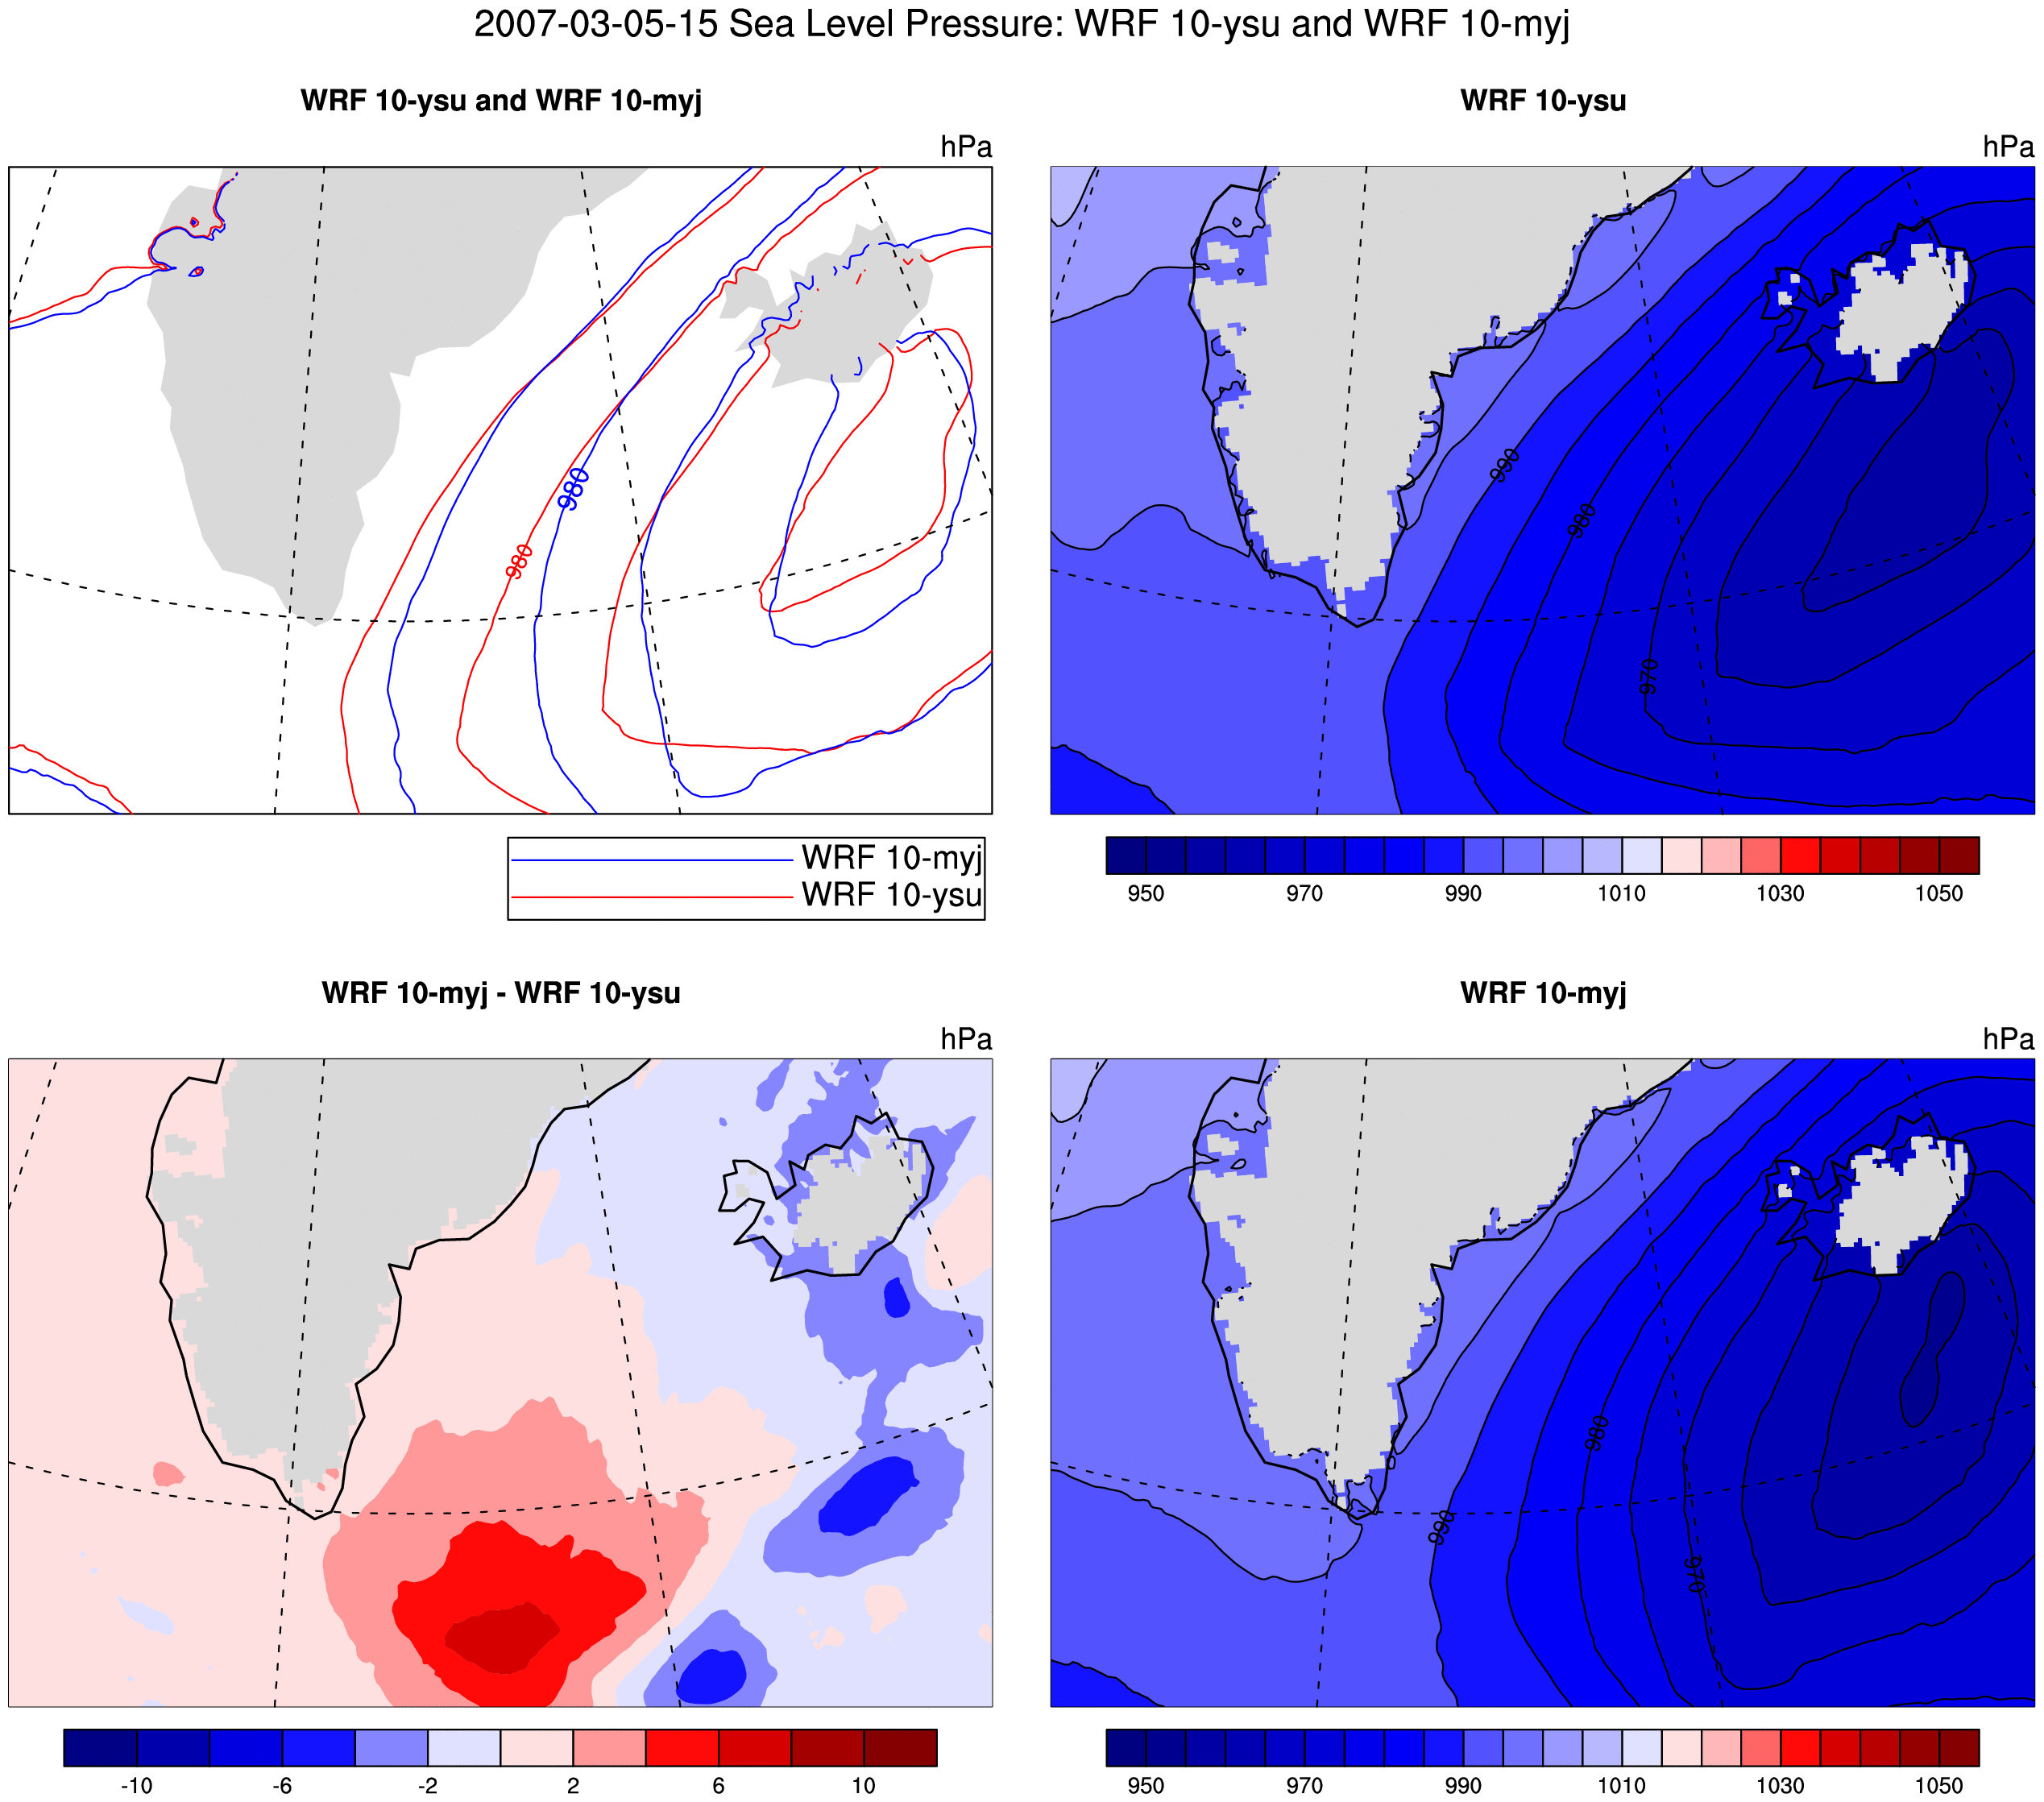 2007-03-05-15 Sea Level Pressure: WRF 10-ysu and WRF 10-myj
WRF 10-ysu and WRF 10-myj
hPa
980
980
WRF 10-myj
WRF 10-ysu
WRF 10-ysu
hPa
990
980
970
950 970 990 1010 1030 1050
WRF 10-myj - WRF 10-ysu
hPa
-10 -6 -2 2 6 10
WRF 10-myj
hPa
980
990
970
950 970 990 1010 1030 1050